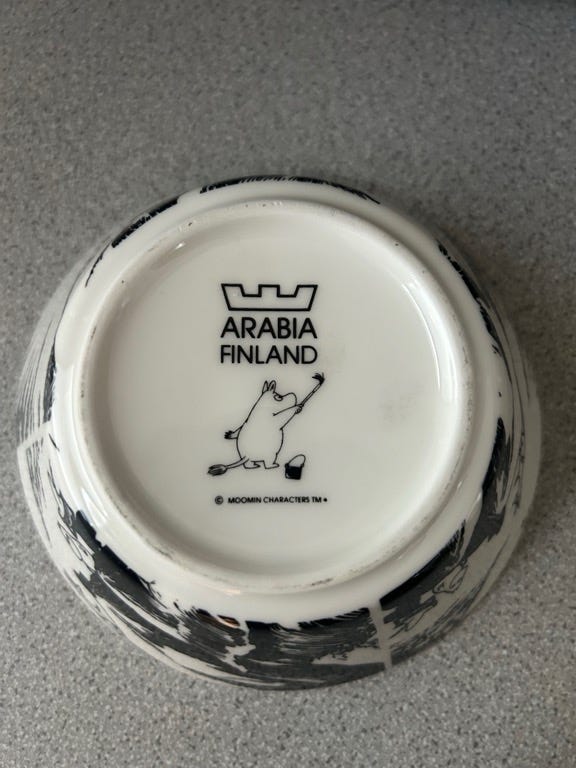 ARABIA
FINLAND
© MOOMIN CHARACTERS TM •